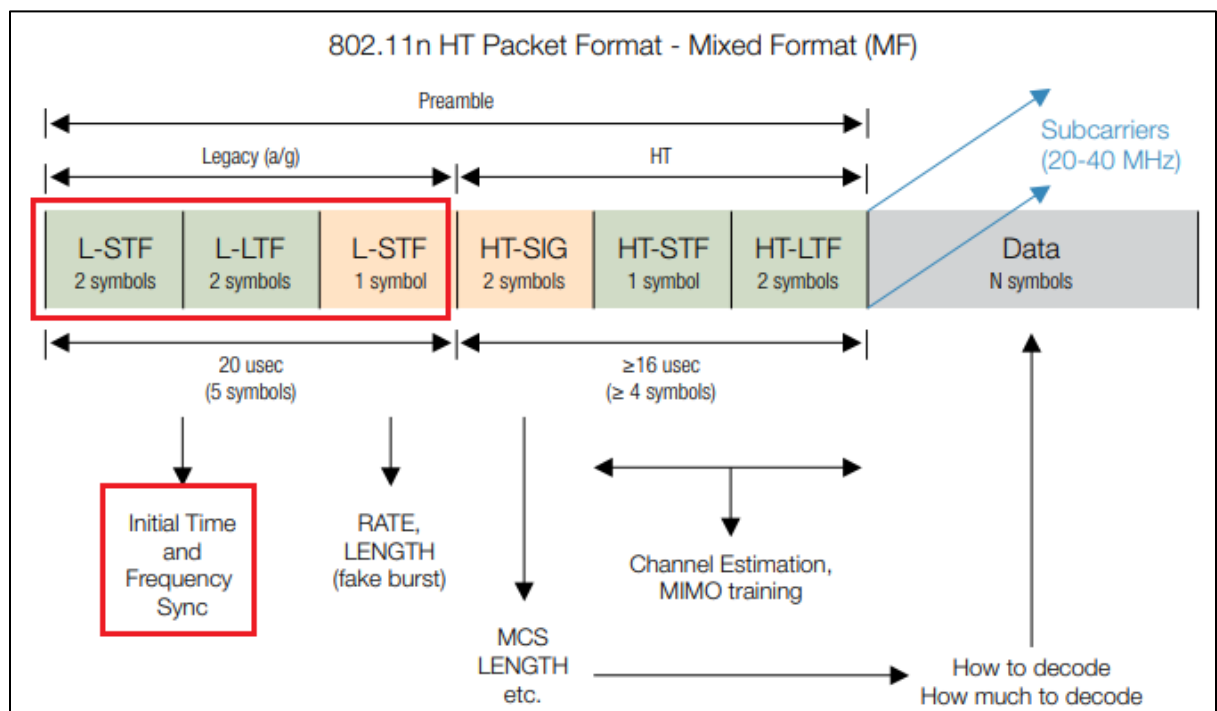 802.11n HT Packet Format - Mixed Format (MF)
Preamble
Subcarriers
(20-40 MHz)
Legacy (a/g)
HT
L-STF
2 symbols
L-LTF
2 symbols
L-STF
1 symbol
HT-SIG
2 symbols
HT-STF
1 symbol
HT-LTF
2 symbols
Data
N symbols
20 usec
(5 symbols)
≥16 usec
(≥ 4 symbols)
Initial Time
and
Frequency
Sync
RATE,
LENGTH
(fake burst)
Channel Estimation,
MIMO training
MCS
LENGTH
etc.
How to decode
How much to decode